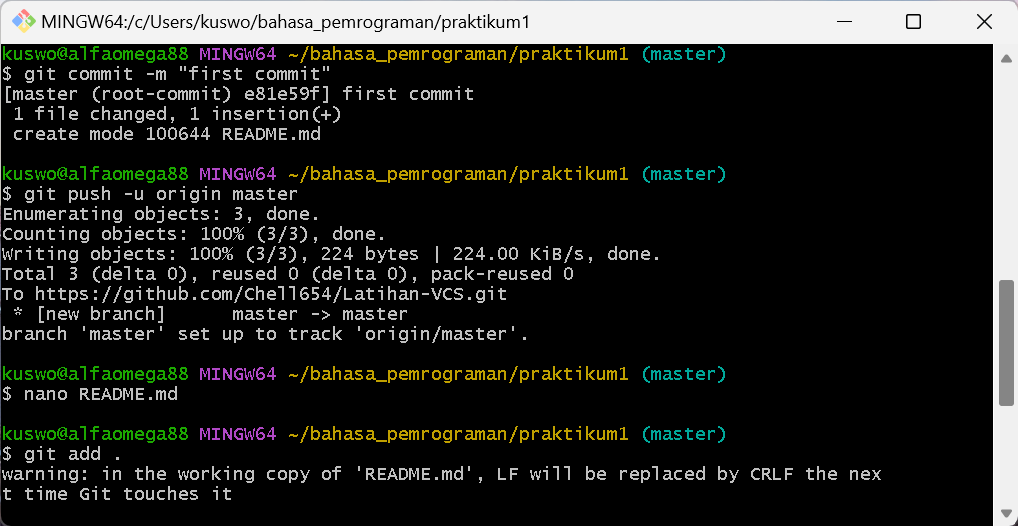 MINGW64:/c/Users/kuswo/bahasa_pemrograman/praktikum1
kuswo@alfaomega88 MINGW64 ~/bahasa_pemrograman/praktikum1 (master)
$ git commit -m "first commit"
[master (root-commit) e81e59f] first commit
 1 file changed, 1 insertion(+)
 create mode 100644 README.md
kuswo@alfaomega88 MINGW64 ~/bahasa_pemrograman/praktikum1 (master)
$ git push -u origin master
Enumerating objects: 3, done.
Counting objects: 100% (3/3), done.
Writing objects: 100% (3/3), 224 bytes | 224.00 KiB/s, done.
Total 3 (delta 0), reused 0 (delta 0), pack-reused 0
To https://github.com/Chell654/Latihan-VCS.git
 * [new branch]      master -> master
branch 'master' set up to track 'origin/master'.
kuswo@alfaomega88 MINGW64 ~/bahasa_pemrograman/praktikum1 (master)
$ nano README.md
kuswo@alfaomega88 MINGW64 ~/bahasa_pemrograman/praktikum1 (master)
$ git add .
warning: in the working copy of 'README.md', LF will be replaced by CRLF the nex
t time Git touches it